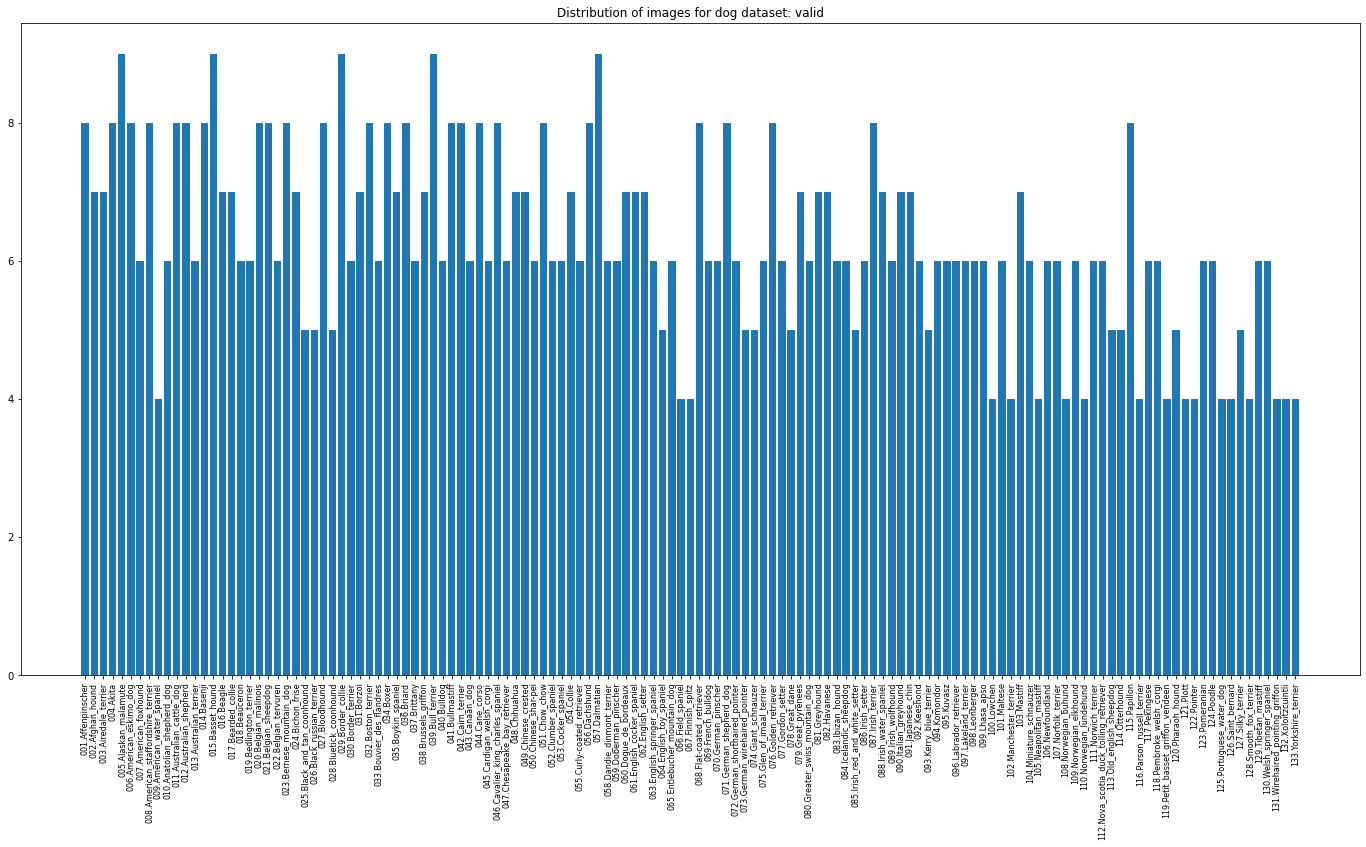 Distribution of images for dog dataset: valid
8
6
4
2
0
001.Affenpinscher
002.Afghan_hound
003.Airedale_terrier
004.Akita
005.Alaskan_malamute
006.American_eskimo_dog
007.American_foxhound
008.American_staffordshire_terrier
009.American_water_spaniel
010.Anatolian_shepherd_dog
011.Australian_cattle_dog
012.Australian_shepherd
013.Australian_terrier
014.Basenji
015.Basset_hound
016.Beagle
017.Bearded_collie
018.Beauceron
019.Bedlington_terrier
020.Belgian_malinois
021.Belgian_sheepdog
022.Belgian_tervuren
023.Bernese_mountain_dog
024.Bichon_frise
025.Black_and_tan_coonhound
026.Black_russian_terrier
027.Bloodhound
028.Bluetick_coonhound
029.Border_collie
030.Border_terrier
031.Borzoi
032.Boston_terrier
033.Bouvier_des_flandres
034.Boxer
035.Boykin_spaniel
036.Briard
037.Brittany
038.Brussels_griffon
039.Bull_terrier
040.Bulldog
041.Bullmastiff
042.Cairn_terrier
043.Canaan_dog
044.Cane_corso
045.Cardigan_welsh_corgi
046.Cavalier_king_charles_spaniel
047.Chesapeake_bay_retriever
048.Chihuahua
049.Chinese_crested
050.Chinese_shar-pei
051.Chow_chow
052.Clumber_spaniel
053.Cocker_spaniel
054.Collie
055.Curly-coated_retriever
056.Dachshund
057.Dalmatian
058.Dandie_dinmont_terrier
059.Doberman_pinscher
060.Dogue_de_bordeaux
061.English_cocker_spaniel
062.English_setter
063.English_springer_spaniel
064.English_toy_spaniel
065.Entlebucher_mountain_dog
066.Field_spaniel
067.Finnish_spitz
068.Flat-coated_retriever
069.French_bulldog
070.German_pinscher
071.German_shepherd_dog
072.German_shorthaired_pointer
073.German_wirehaired_pointer
074.Giant_schnauzer
075.Glen_of_imaal_terrier
076.Golden_retriever
077.Gordon_setter
078.Great_dane
079.Great_pyrenees
080.Greater_swiss_mountain_dog
081.Greyhound
082.Havanese
083.Ibizan_hound
084.Icelandic_sheepdog
085.Irish_red_and_white_setter
086.Irish_setter
087.Irish_terrier
088.Irish_water_spaniel
089.Irish_wolfhound
090.Italian_greyhound
091.Japanese_chin
092.Keeshond
093.Kerry_blue_terrier
094.Komondor
095.Kuvasz
096.Labrador_retriever
097.Lakeland_terrier
098.Leonberger
099.Lhasa_apso
100.Lowchen
101.Maltese
102.Manchester_terrier
103.Mastiff
104.Miniature_schnauzer
105.Neapolitan_mastiff
106.Newfoundland
107.Norfolk_terrier
108.Norwegian_buhund
109.Norwegian_elkhound
110.Norwegian_lundehund
111.Norwich_terrier
112.Nova_scotia_duck_tolling_retriever
113.Old_english_sheepdog
114.Otterhound
115.Papillon
116.Parson_russell_terrier
117.Pekingese
118.Pembroke_welsh_corgi
119.Petit_basset_griffon_vendeen
120.Pharaoh_hound
121.Plott
122.Pointer
123.Pomeranian
124.Poodle
125.Portuguese_water_dog
126.Saint_bernard
127.Silky_terrier
128.Smooth_fox_terrier
129.Tibetan_mastiff
130.Welsh_springer_spaniel
131.Wirehaired_pointing_griffon
132.Xoloitzcuintli
133.Yorkshire_terrier